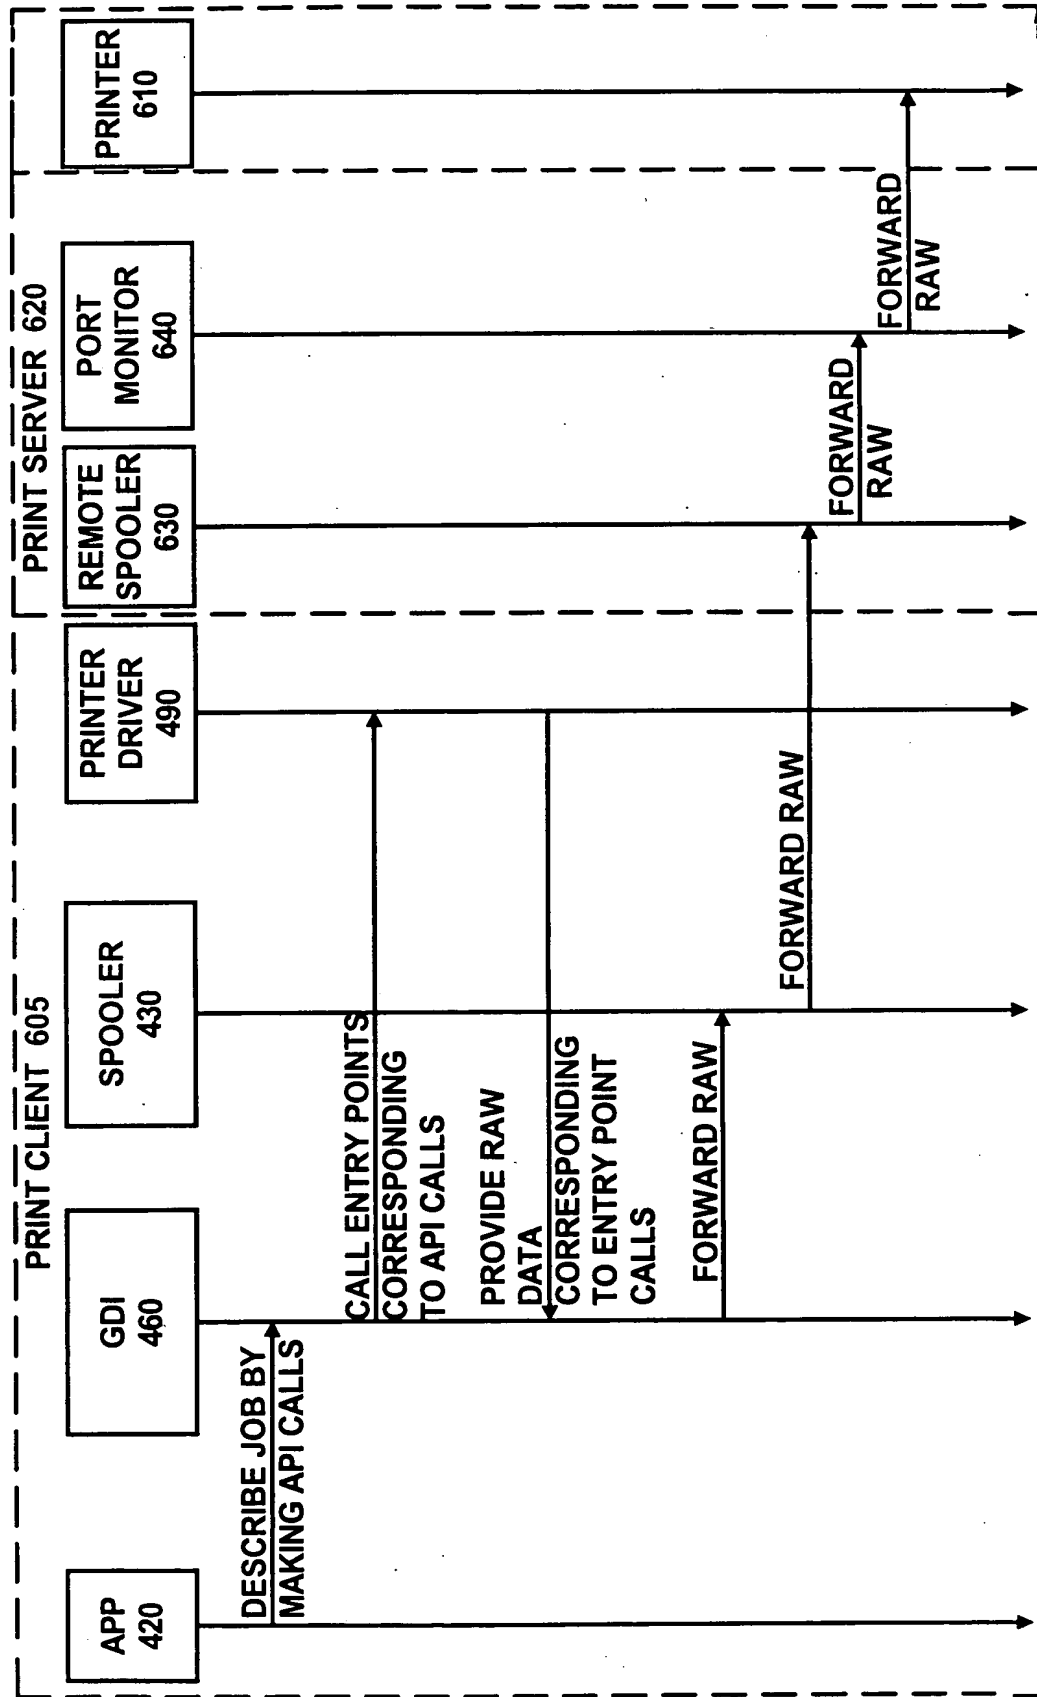 PRINT CLIENT 605
PRINT SERVER 620
APP
420
GDI
460
SPOOLER
430
PRINTER
DRIVER
490
REMOTE
SPOOLER
630
PORT
MONITOR
640
PRINTER
610
DESCRIBE JOB BY
MAKING API CALLS
CALL ENTRY POINTS
CORRESPONDING
TO API CALLS
PROVIDE RAW
DATA
CORRESPONDING
TO ENTRY POINT
CALLS
FORWARD RAW
FORWARD RAW
FORWARD
RAW
FORWARD
RAW